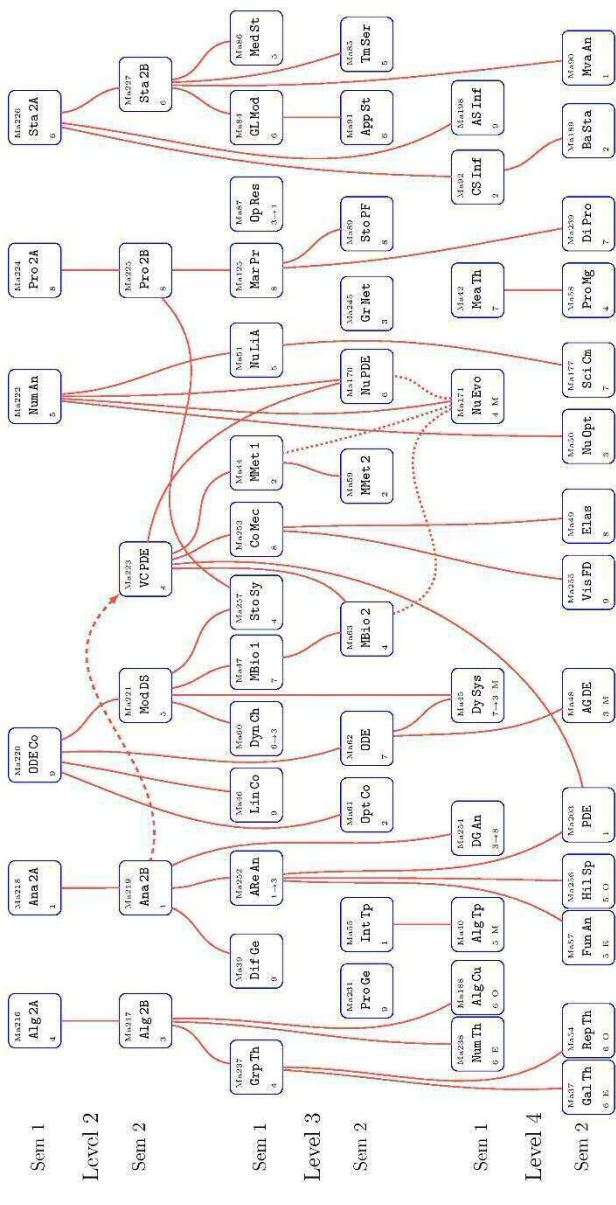 Sem 1
Level 2
Sem 2
Sem 1
Level 3
Sem 2
Sem 1
Level 4
Sem 2
Ma216
Alg 2A
4
Ma218
Ana 2A
1
Ma220
ODE Co
9
Ma222
Num An
5
Ma224
Pro 2A
8
Ma226
Sta 2A
6
Ma217
Alg 2B
3
Ma219
Ana 2B
1
Ma221
Mod DS
5
Ma223
VC PDE
4
Ma225
Pro 2B
8
Ma227
Sta 2B
6
Ma237
Grp Th
4
Ma39
Dif Ge
9
Ma252
ARe An
1→3
Ma46
Lin Co
9
Ma60
Dyn Ch
6→3
Ma47
MBio 1
7
Ma257
Sto Sy
4
Ma253
Co Mec
8
Ma44
MMet 1
2
Ma51
Nu LiA
5
Ma125
Mar Pr
8
Ma87
Op Res
3→1
Ma84
GL Mod
6
Ma86
Med St
5
Ma231
Pro Ge
9
Ma55
Int Tp
1
Ma61
Opt Co
2
Ma62
ODE
7
Ma63
MBio 2
4
Ma59
MMet 2
2
Ma170
Nu PDE
6
Ma245
Gr Net
3
Ma89
Sto PF
8
Ma91
App St
6
Ma85
Tm Ser
5
Ma238
Num Th
6 E
Ma188
Alg Cu
6 O
Ma40
Alg Tp
5 M
Ma254
DG An
3→8
Ma45
Dy Sys
7→3 M
Ma171
Nu Evo
4 M
Ma42
Mea Th
7
Ma92
CS Inf
2
Ma198
AS Inf
9
Ma37
Gal Th
6 E
Ma54
Rep Th
6 O
Ma57
Fun An
5 E
Ma256
Hil Sp
5 O
Ma203
PDE
1
Ma48
AG DE
3 M
Ma255
Vis FD
9
Ma49
Elas
8
Ma50
Nu Opt
3
Ma177
Sci Cm
7
Ma58
Pro Mg
4
Ma239
Di Pro
7
Ma189
Ba Sta
2
Ma90
Mva An
1